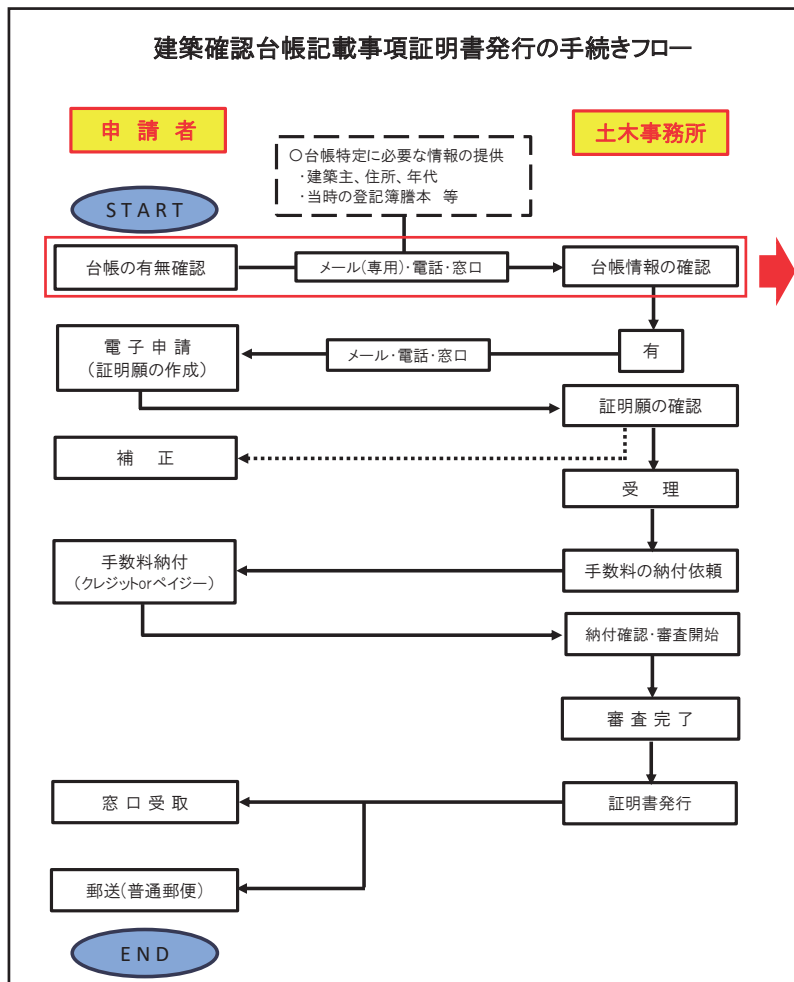 建築確認台帳記載事項証明書発行の手続きフロー
申 請 者
土木事務所
○台帳特定に必要な情報の提供
・建築主、住所、年代
・当時の登記簿謄本 等
START
台帳の有無確認
メール(専用)・電話・窓口
台帳情報の確認
有
メール・電話・窓口
電 子 申 請
(証明願の作成)
証明願の確認
補 正
受 理
手数料の納付依頼
手数料納付
(クレジットorペイジー)
納付確認・審査開始
審 査 完 了
証明書発行
窓 口 受 取
郵送(普通郵便)
END